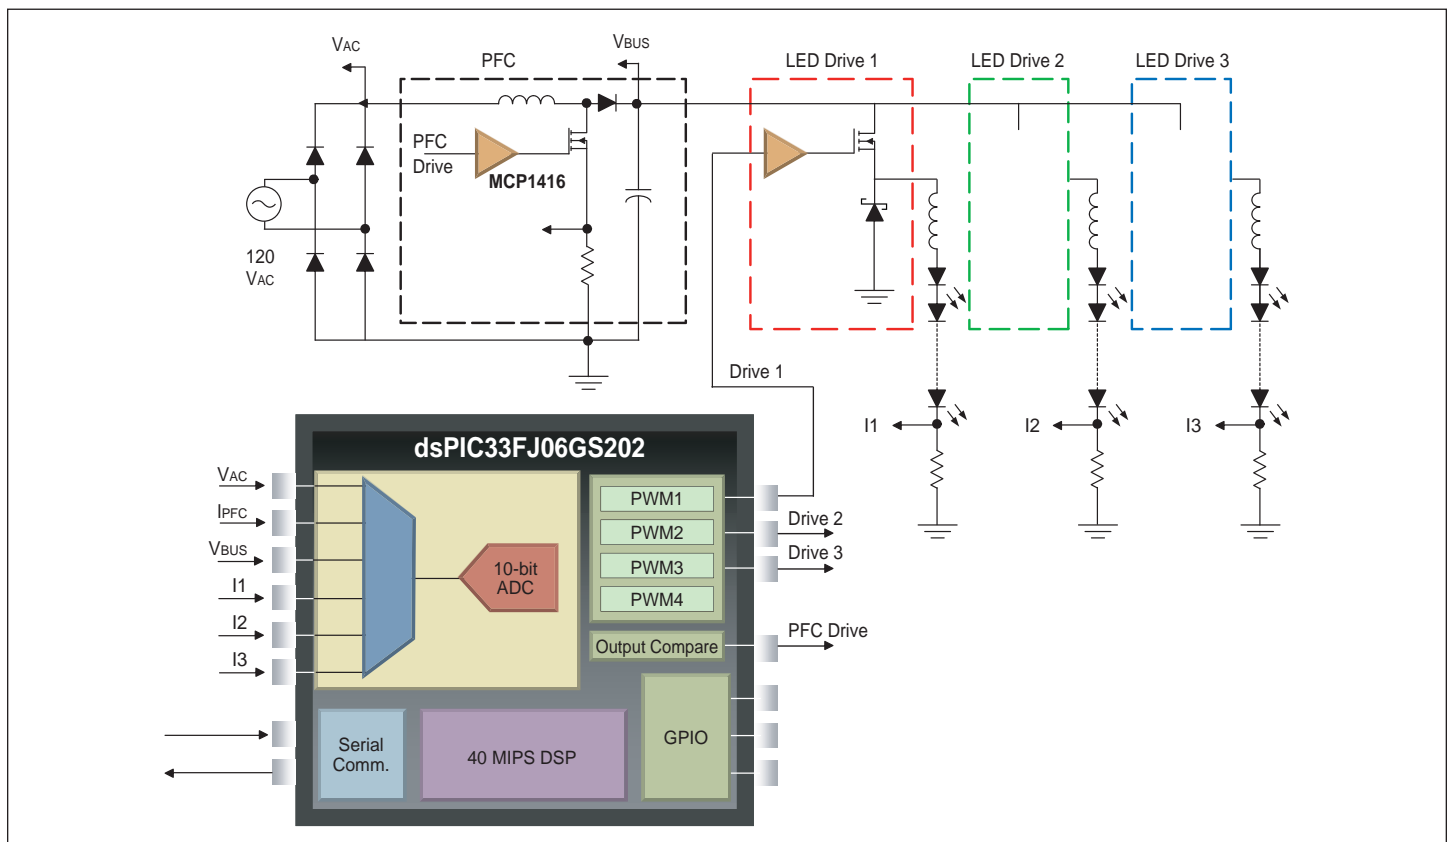 VAC
PFC
VBUS
LED Drive 1
LED Drive 2
LED Drive 3
PFC
Drive
MCP1416
120
VAC
Drive 1
I1
I2
I3
dsPIC33FJ06GS202
VAC
IPFC
VBUS
I1
I2
I3
10-bit
ADC
PWM1
PWM2
PWM3
PWM4
Drive 2
Drive 3
Output Compare
PFC Drive
Serial
Comm.
40 MIPS DSP
GPIO